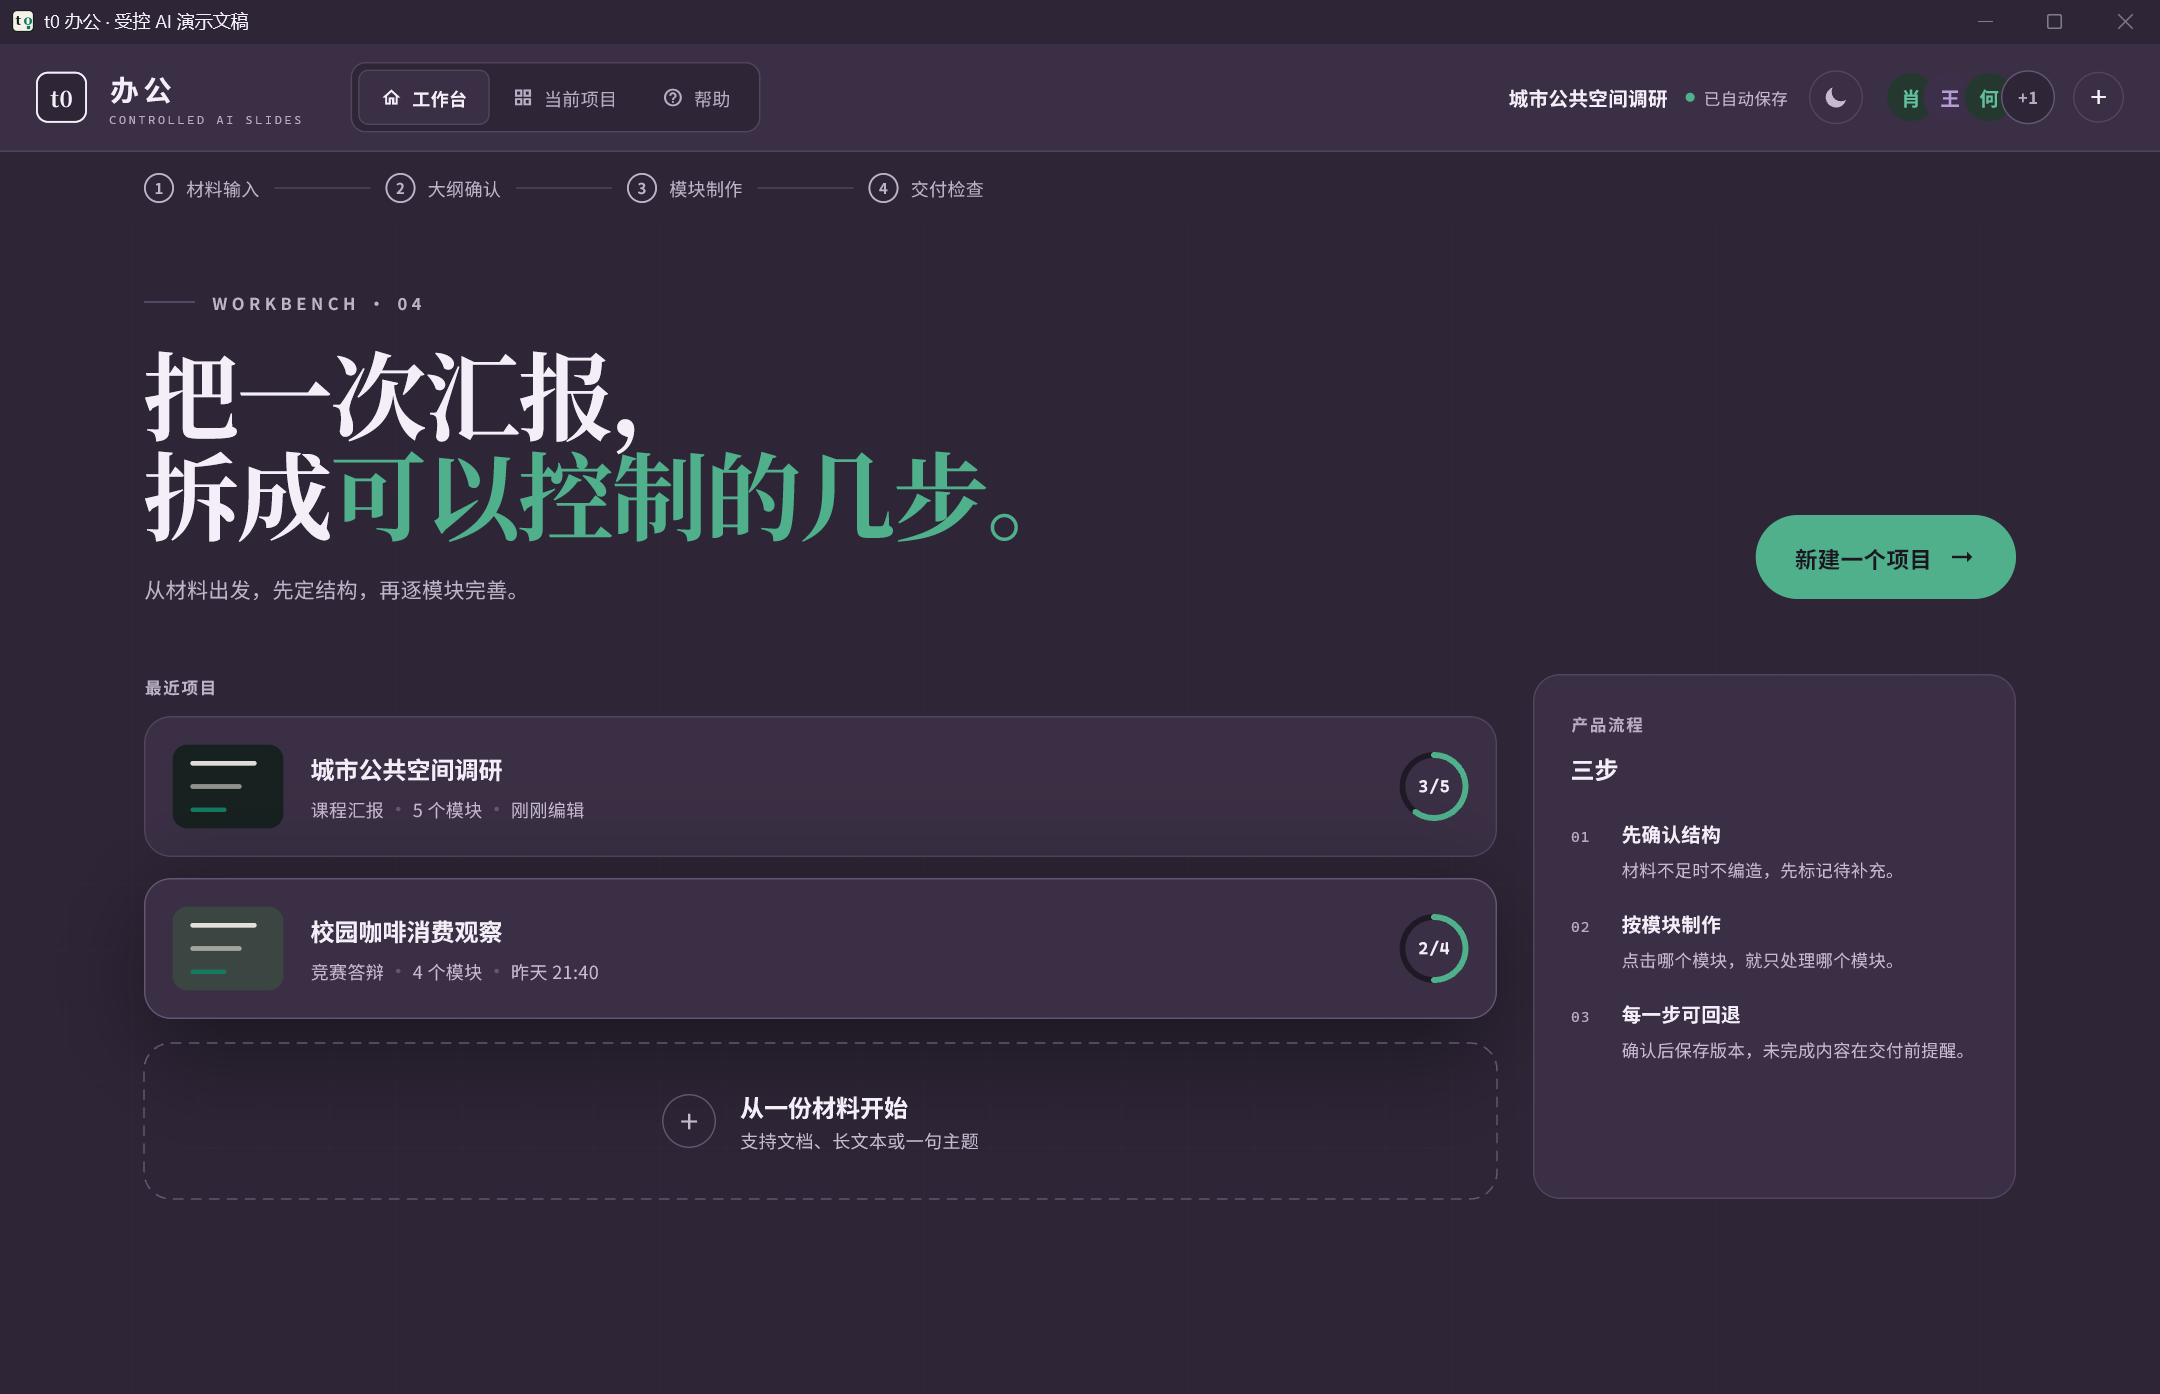 t0 办公 · 受控 AI 演示文稿
t0
办公
CONTROLLED AI SLIDES
工作台
当前项目
帮助
城市公共空间调研
已自动保存
肖
王
何
+1
1 材料输入
2 大纲确认
3 模块制作
4 交付检查
WORKBENCH • 04
把一次汇报，
拆成可以控制的几步。
从材料出发，先定结构，再逐模块完善。
新建一个项目 →
最近项目
城市公共空间调研
课程汇报 • 5 个模块 • 刚刚编辑
3/5
校园咖啡消费观察
竞赛答辩 • 4 个模块 • 昨天 21:40
2/4
从一份材料开始
支持文档、长文本或一句主题
产品流程
三步
01 先确认结构
材料不足时不编造，先标记待补充。
02 按模块制作
点击哪个模块，就只处理哪个模块。
03 每一步可回退
确认后保存版本，未完成内容在交付前提醒。